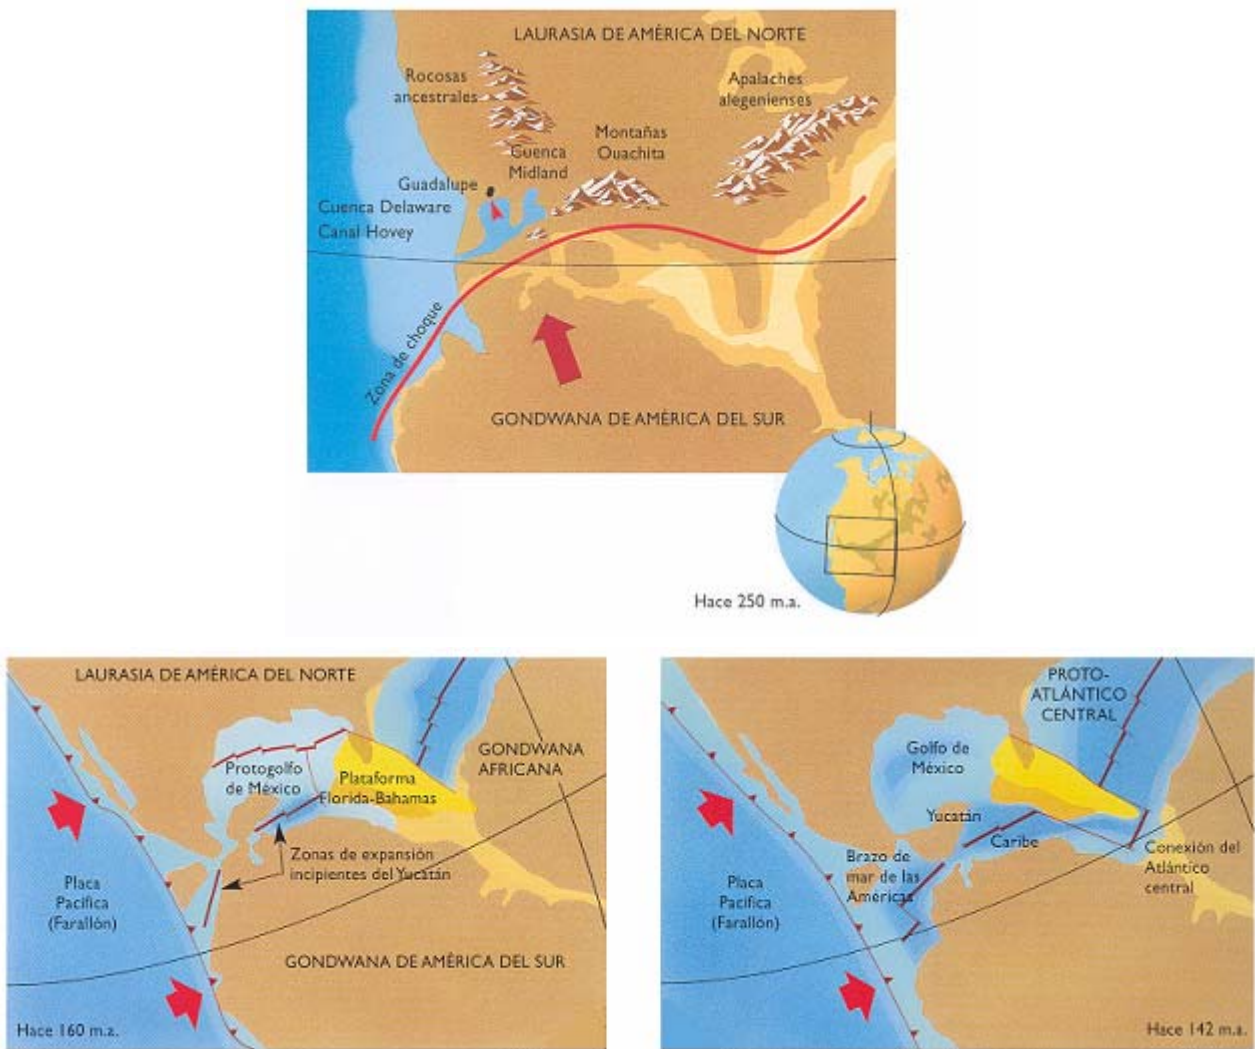 LAURASIA DE AMÉRICA DEL NORTE
Rocosas
ancestrales
Apalaches
alegenienses
Montañas
Ouachita
Cuenca
Midland
Guadalupe
Cuenca Delaware
Canal Hovey
Zona de choque
GONDWANA DE AMÉRICA DEL SUR
Hace 250 m.a.
LAURASIA DE AMÉRICA DEL NORTE
GONDWANA
AFRICANA
Protogolfo
de México
Plataforma
Florida-Bahamas
Zonas de expansión
incipientes del Yucatán
Placa
Pacífica
(Farallón)
GONDWANA DE AMÉRICA DEL SUR
Hace 160 m.a.
PROTO-
ATLÁNTICO
CENTRAL
Golfo de
México
Yucatán
Caribe
Brazo de
mar de las
Américas
Conexión del
Atlántico
central
Placa
Pacífica
(Farallón)
Hace 142 m.a.